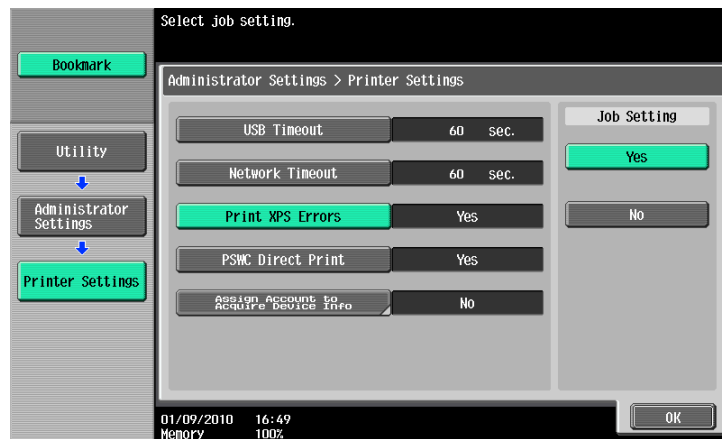 Select job setting.
Bookmark
Administrator Settings > Printer Settings
Utility
Administrator
Settings
Printer Settings
USB Timeout 60 sec.
Network Timeout 60 sec.
Print XPS Errors Yes
PSWC Direct Print Yes
Assign Account to
Acquire Device Info No
Job Setting
Yes
No
01/09/2010 16:49
Memory 100%
OK